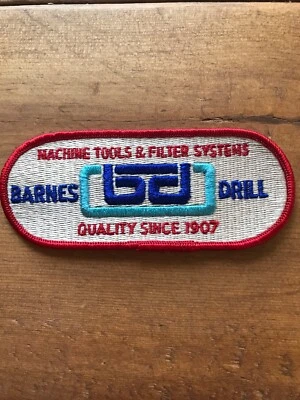 MACHINE TOOLS & FILTER SYSTEMS
BARNES bd DRILL
QUALITY SINCE 1907